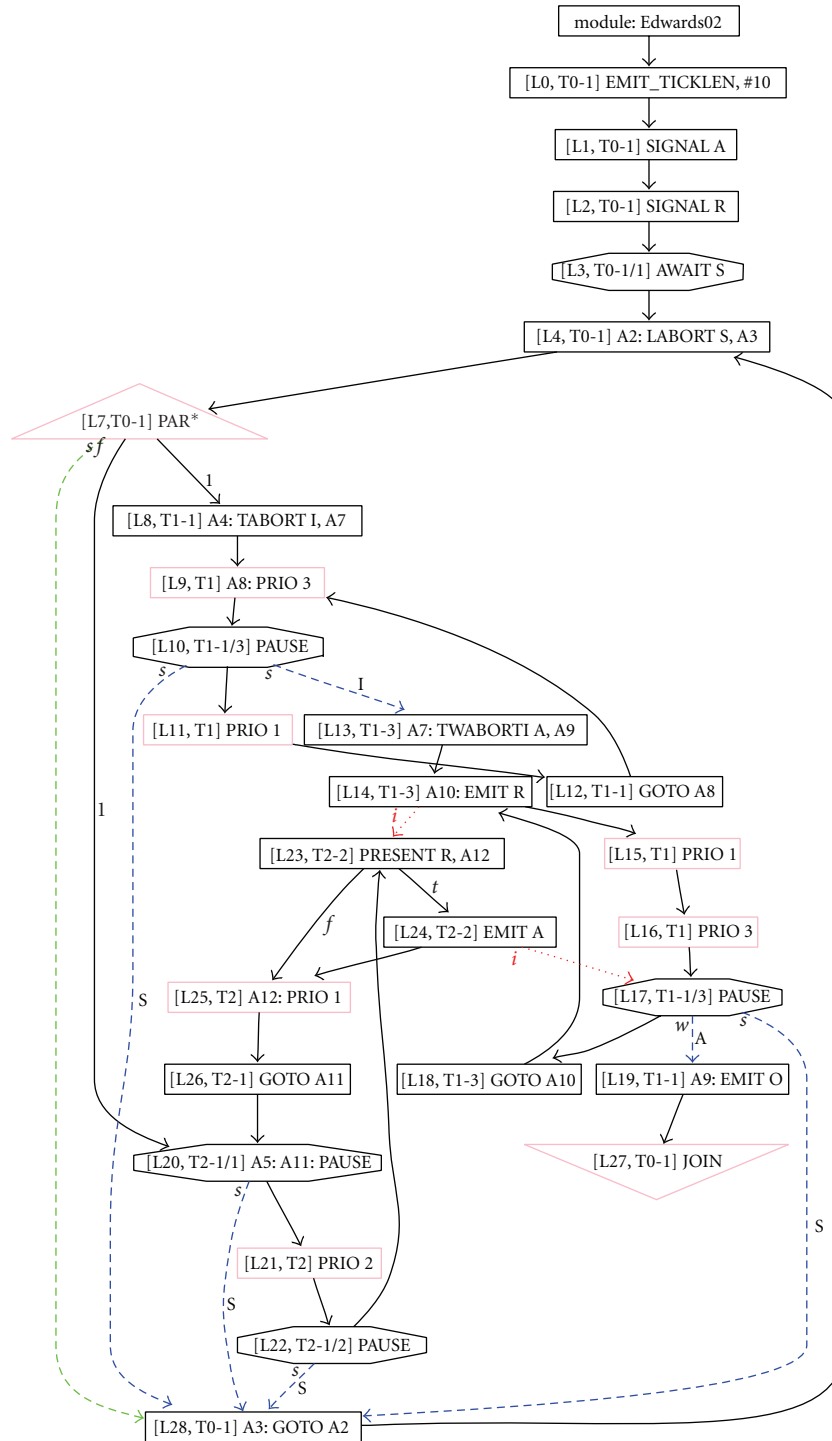 module: Edwards02
[L0, T0-1] EMIT_TICKLEN, #10
[L1, T0-1] SIGNAL A
[L2, T0-1] SIGNAL R
[L3, T0-1/1] AWAIT S
[L4, T0-1] A2: LABORT S, A3
[L7,T0-1] PAR*
s f
1
[L8, T1-1] A4: TABORT I, A7
[L9, T1] A8: PRIO 3
[L10, T1-1/3] PAUSE
s
s
I
[L11, T1] PRIO 1
[L13, T1-3] A7: TWABORTI A, A9
[L14, T1-3] A10: EMIT R
[L12, T1-1] GOTO A8
1
i
[L23, T2-2] PRESENT R, A12
[L15, T1] PRIO 1
t
f
[L24, T2-2] EMIT A
[L16, T1] PRIO 3
i
[L25, T2] A12: PRIO 1
[L17, T1-1/3] PAUSE
S
w
A
s
[L26, T2-1] GOTO A11
[L18, T1-3] GOTO A10
[L19, T1-1] A9: EMIT O
[L20, T2-1/1] A5: A11: PAUSE
[L27, T0-1] JOIN
s
S
[L21, T2] PRIO 2
S
[L22, T2-1/2] PAUSE
s
S
[L28, T0-1] A3: GOTO A2